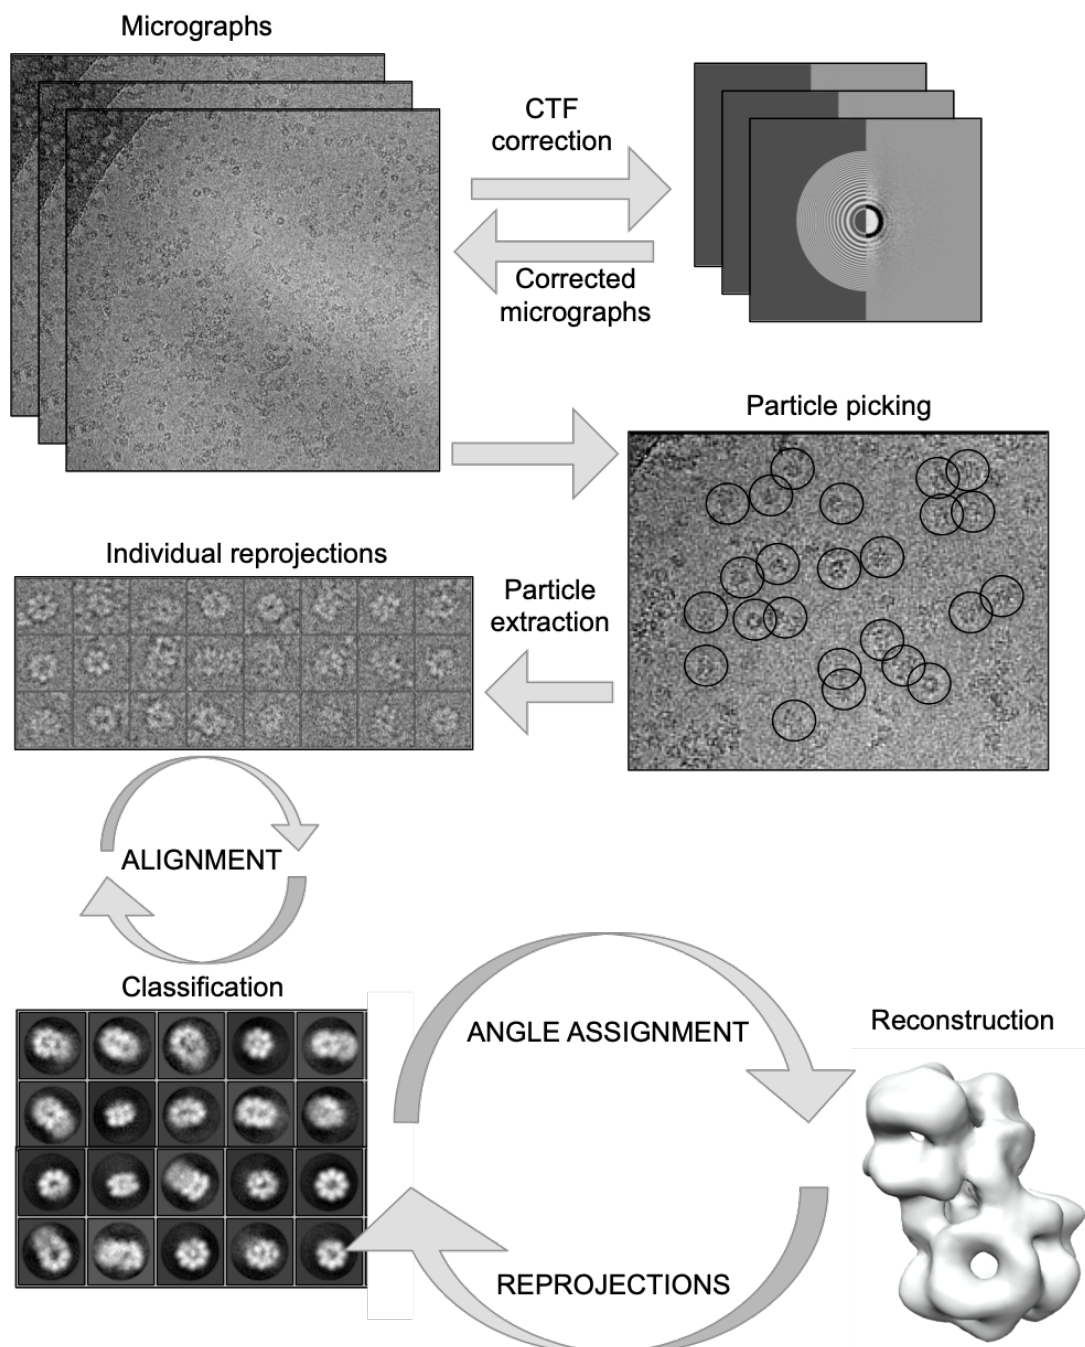 Micrographs
CTF
correction
Corrected
micrographs
Particle picking
Individual reprojections
Particle
extraction
ALIGNMENT
Classification
ANGLE ASSIGNMENT
Reconstruction
REPROJECTIONS